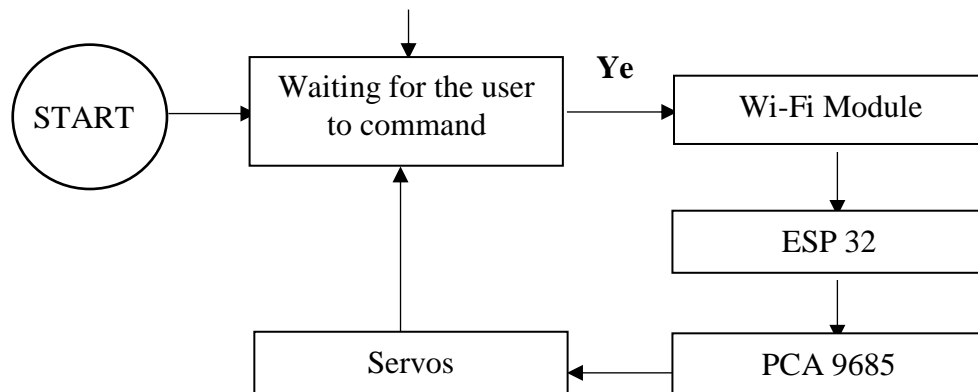 START
Waiting for the user
to command
Ye
Wi-Fi Module
ESP 32
PCA 9685
Servos